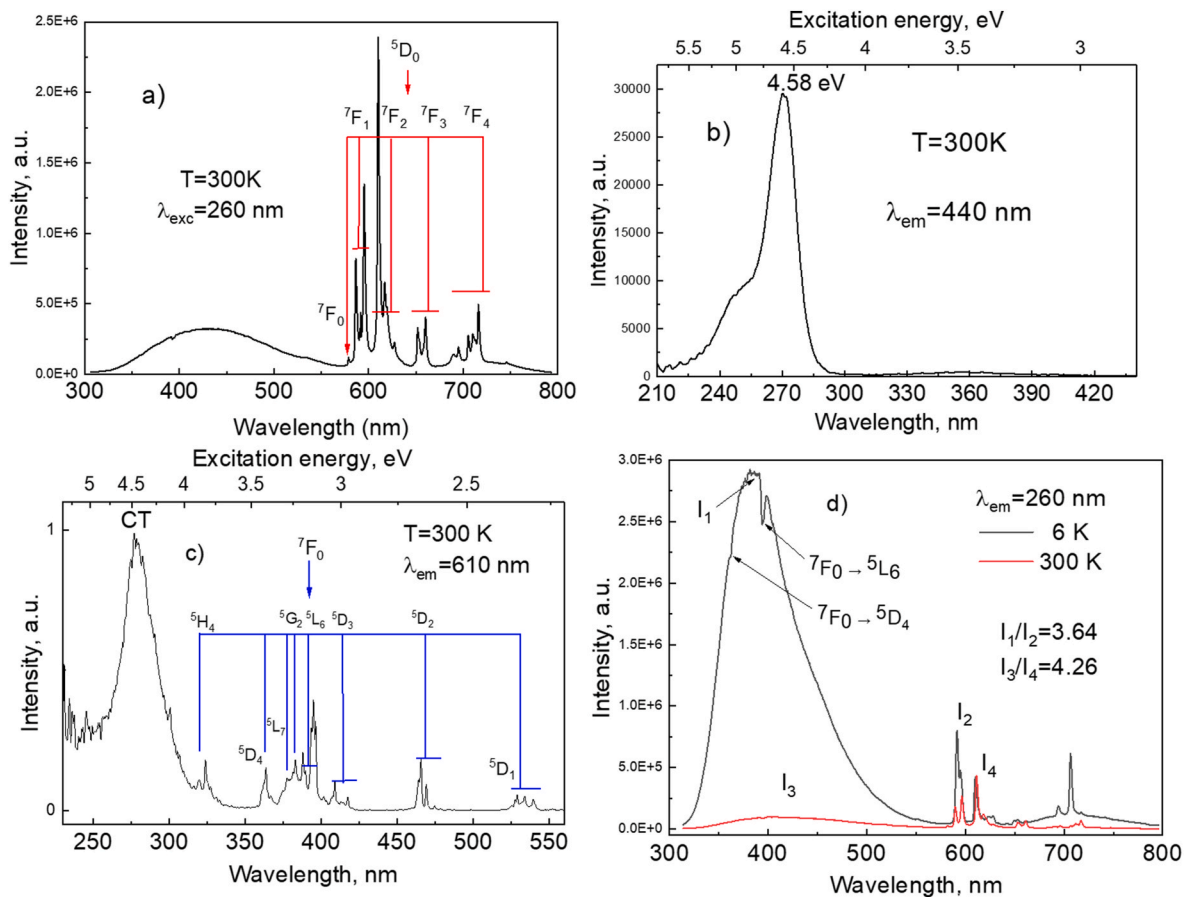 2.5E+6
2.0E+6
1.5E+6
1.0E+6
5.0E+5
0.0E+0
Intensity, a.u.
a)
⁵D₀
⁷F₁ ⁷F₂ ⁷F₃ ⁷F₄
T=300K
λexc=260 nm
⁷F₀
300 400 500 600 700 800
Wavelength (nm)
Excitation energy, eV
5.5 5 4.5 4 3.5 3
30000
25000
20000
15000
10000
5000
0
Intensity, a.u.
4.58 eV
b)
T=300K
λem=440 nm
210 240 270 300 330 360 390 420
Wavelength, nm
Excitation energy, eV
5 4.5 4 3.5 3 2.5
1
0
Intensity, a.u.
CT
c)
T=300 K
λem=610 nm
⁷F₀
⁵H₄ ⁵G₂ ⁵L₆ ⁵D₃ ⁵D₂
⁵L₇
⁵D₄ ⁵D₁
250 300 350 400 450 500 550
Wavelength, nm
3.0E+6
2.5E+6
2.0E+6
1.5E+6
1.0E+6
5.0E+5
0.0E+0
Intensity, a.u.
d)
λem=260 nm
6 K
300 K
I₁
⁷F₀→⁵L₆
⁷F₀→⁵D₄
I₁/I₂=3.64
I₃/I₄=4.26
I₂
I₄
I₃
300 400 500 600 700 800
Wavelength, nm